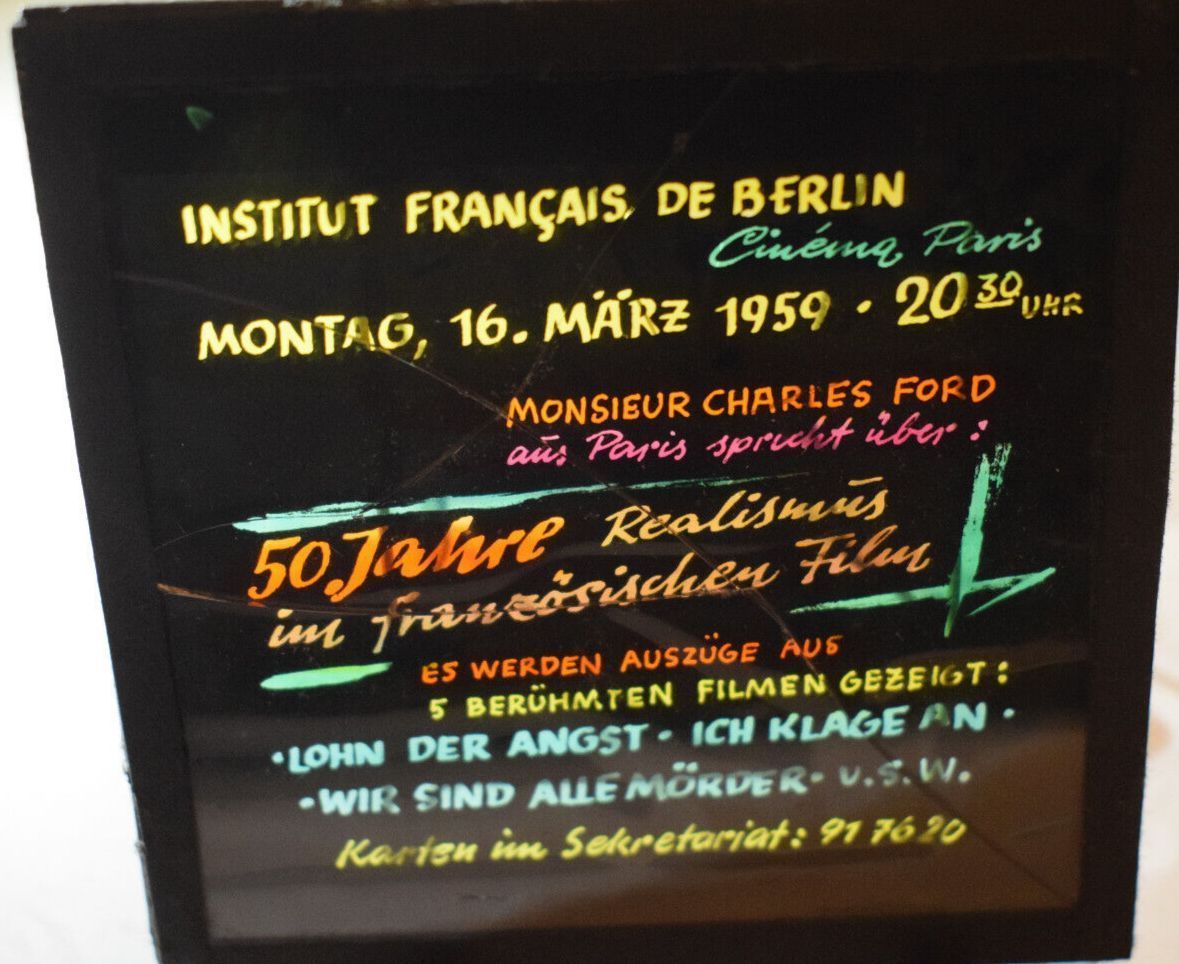 INSTITUT FRANÇAIS DE BERLIN
Cinéma Paris
MONTAG, 16. MÄRZ 1959 · 20 30 UHR
MONSIEUR CHARLES FORD
aus Paris spricht über:
50 Jahre Realismus
im französischen Film
ES WERDEN AUSZÜGE AUS
5 BERÜHMTEN FILMEN GEZEIGT:
·LOHN DER ANGST· ICH KLAGE AN ·
·WIR SIND ALLE MÖRDER· U.S.W.
Karten im Sekretariat: 91 76 20